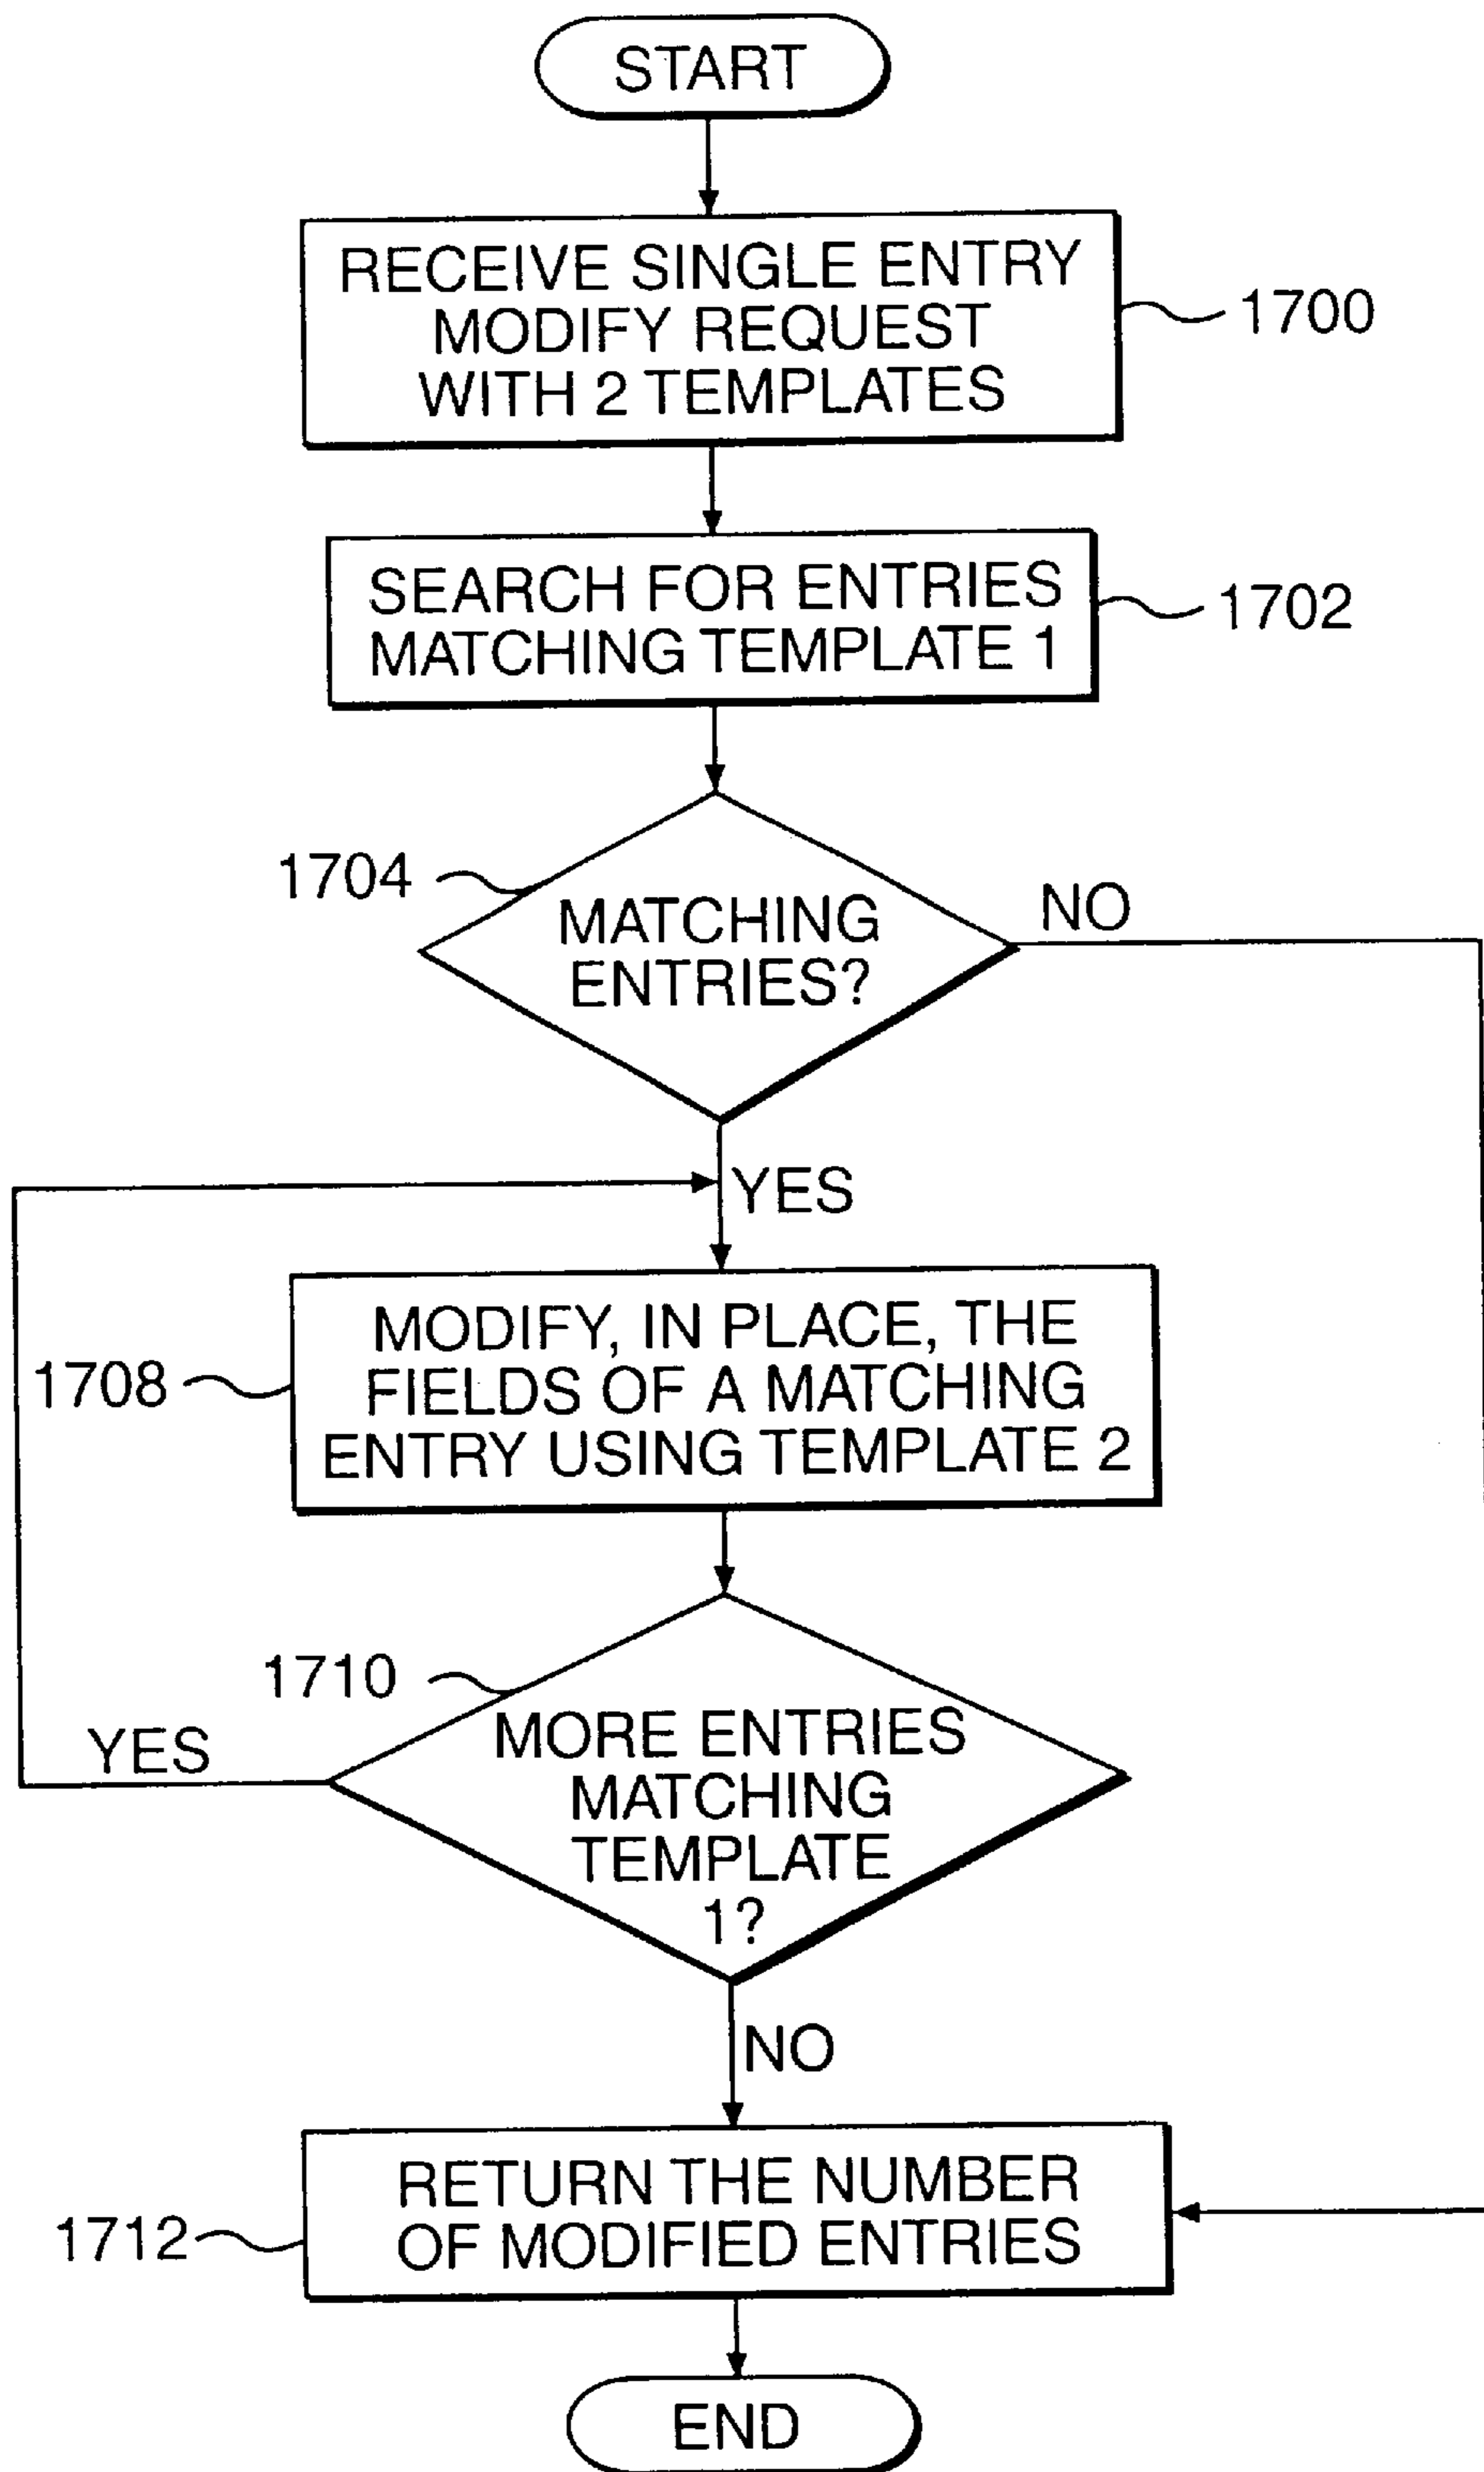 START
RECEIVE SINGLE ENTRY
MODIFY REQUEST
WITH 2 TEMPLATES
1700
SEARCH FOR ENTRIES
MATCHING TEMPLATE 1
1702
1704
MATCHING
ENTRIES?
NO
YES
MODIFY, IN PLACE, THE
FIELDS OF A MATCHING
ENTRY USING TEMPLATE 2
1708
1710
MORE ENTRIES
MATCHING
TEMPLATE
1?
YES
NO
RETURN THE NUMBER
OF MODIFIED ENTRIES
1712
END